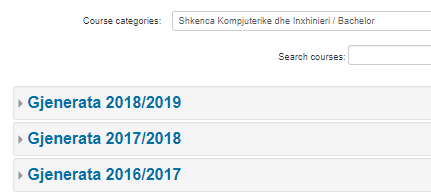 Course categories: Shkenca Kompjuterike dhe Inxhinieri / Bachelor
Search courses:
Gjenerata 2018/2019
Gjenerata 2017/2018
Gjenerata 2016/2017